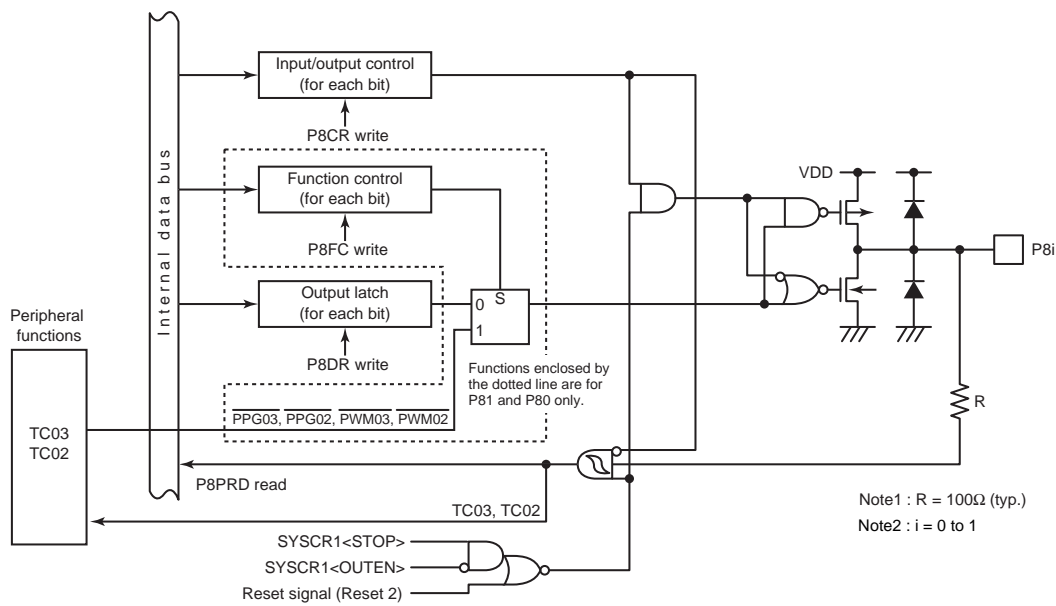 Input/output control
(for each bit)
P8CR write
Internal data bus
Function control
(for each bit)
P8FC write
VDD
P8i
Output latch
(for each bit)
0
S
1
P8DR write
Peripheral
functions
TC03
TC02
Functions enclosed by
the dotted line are for
P81 and P80 only.
PPG03, PPG02, PWM03, PWM02
R
P8PRD read
TC03, TC02
Note1 : R = 100Ω (typ.)
Note2 : i = 0 to 1
SYSCR1<STOP>
SYSCR1<OUTEN>
Reset signal (Reset 2)